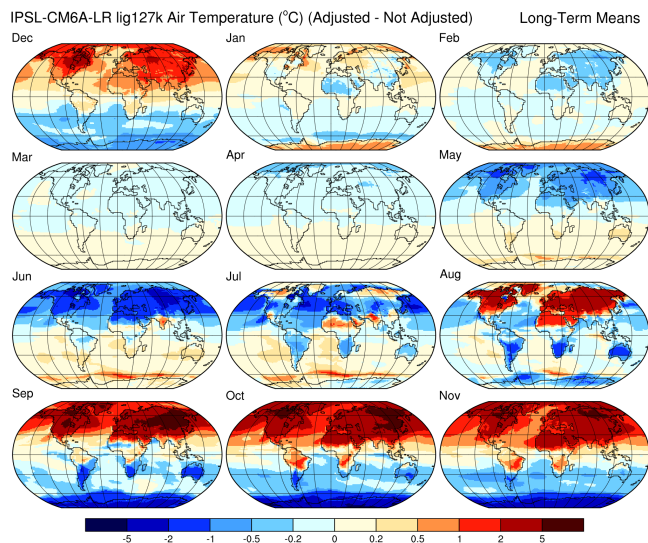 IPSL-CM6A-LR lig127k Air Temperature (°C) (Adjusted - Not Adjusted) Long-Term Means
Dec Jan Feb
Mar Apr May
Jun Jul Aug
Sep Oct Nov
-5 -2 -1 -0.5 -0.2 0 0.2 0.5 1 2 5